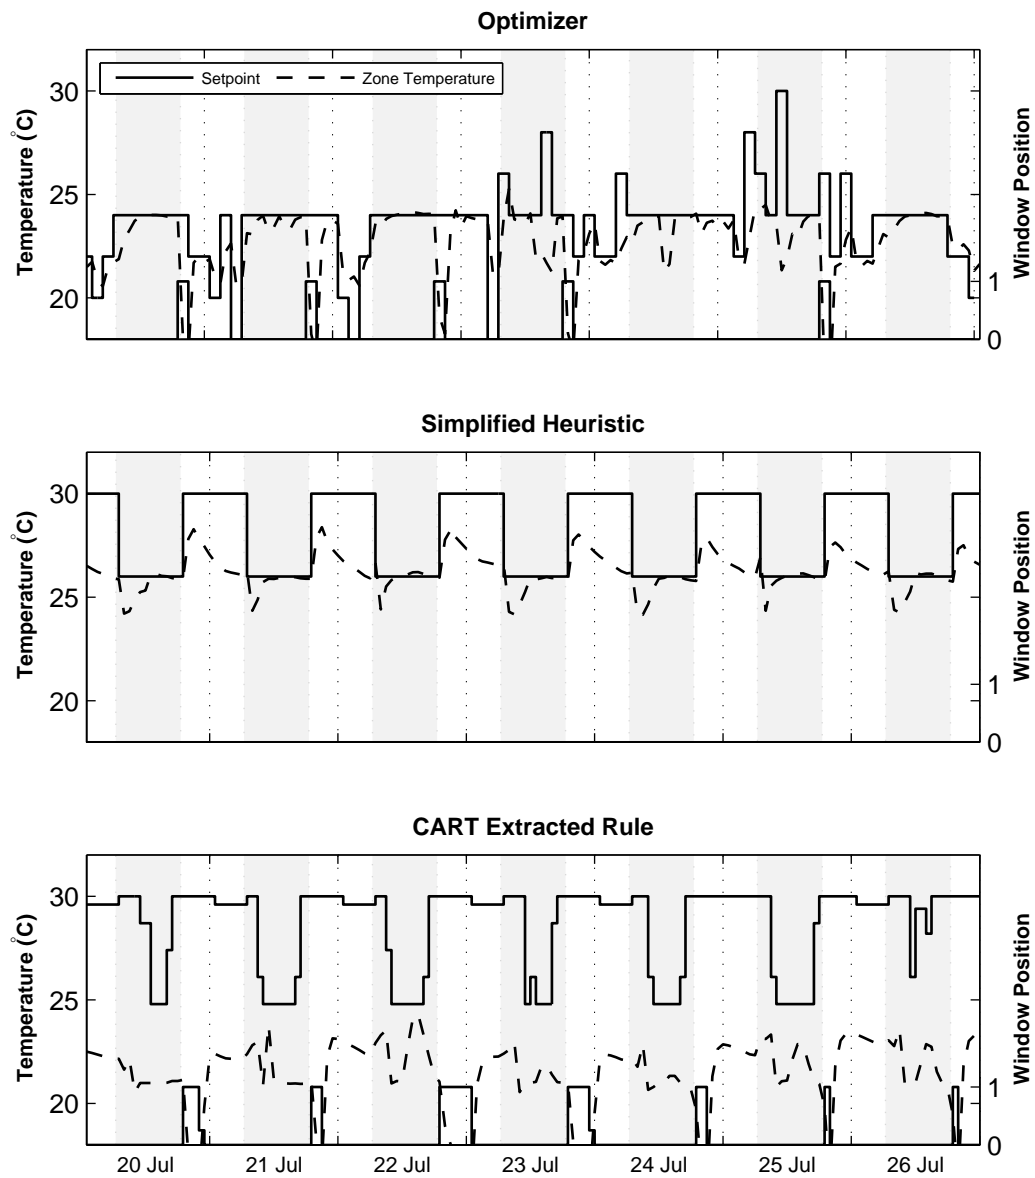 Optimizer
Setpoint Zone Temperature
30
25
20
1
0
Temperature (°C)
Window Position
Simplified Heuristic
30
25
20
1
0
Temperature (°C)
Window Position
CART Extracted Rule
30
25
20
1
0
Temperature (°C)
Window Position
20 Jul 21 Jul 22 Jul 23 Jul 24 Jul 25 Jul 26 Jul